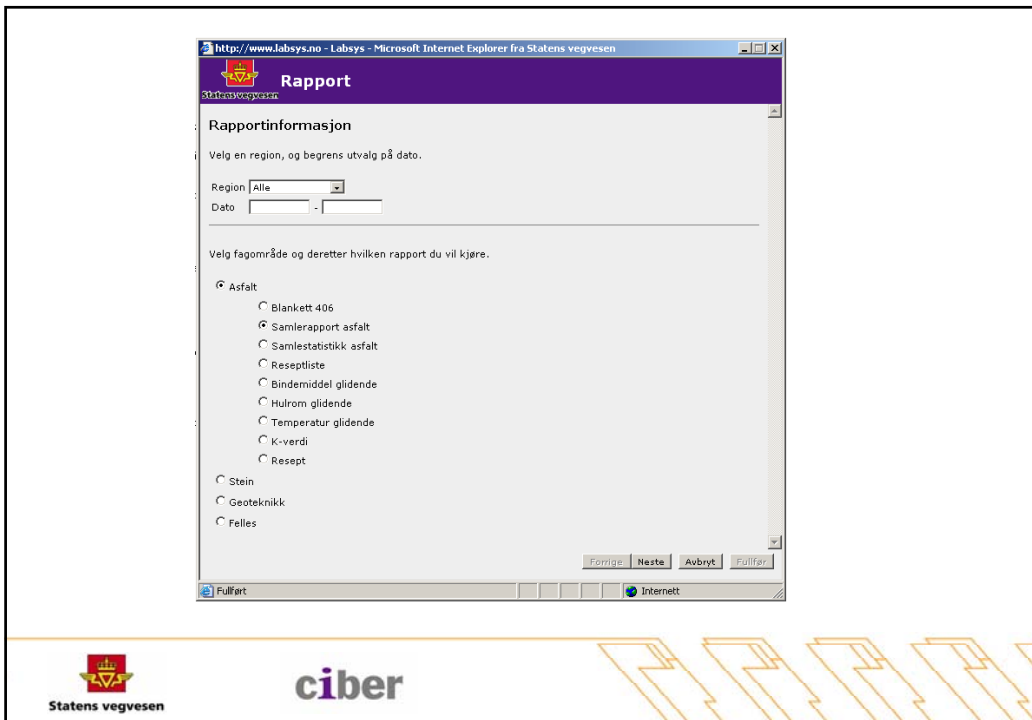 http://www.labsys.no - Labsys - Microsoft Internet Explorer fra Statens vegvesen
Statens vegvesen
Rapport
Rapportinformasjon
Velg en region, og begrens utvalg på dato.
Region Alle
Dato -
Velg fagområde og deretter hvilken rapport du vil kjøre.
Asfalt
Blankett 406
Samlerapport asfalt
Samlestatistikk asfalt
Reseptliste
Bindemiddel glidende
Hulrom glidende
Temperatur glidende
K-verdi
Resept
Stein
Geoteknikk
Felles
Forrige Neste Avbryt Fullfør
Fullført Internett
Statens vegvesen
ciber